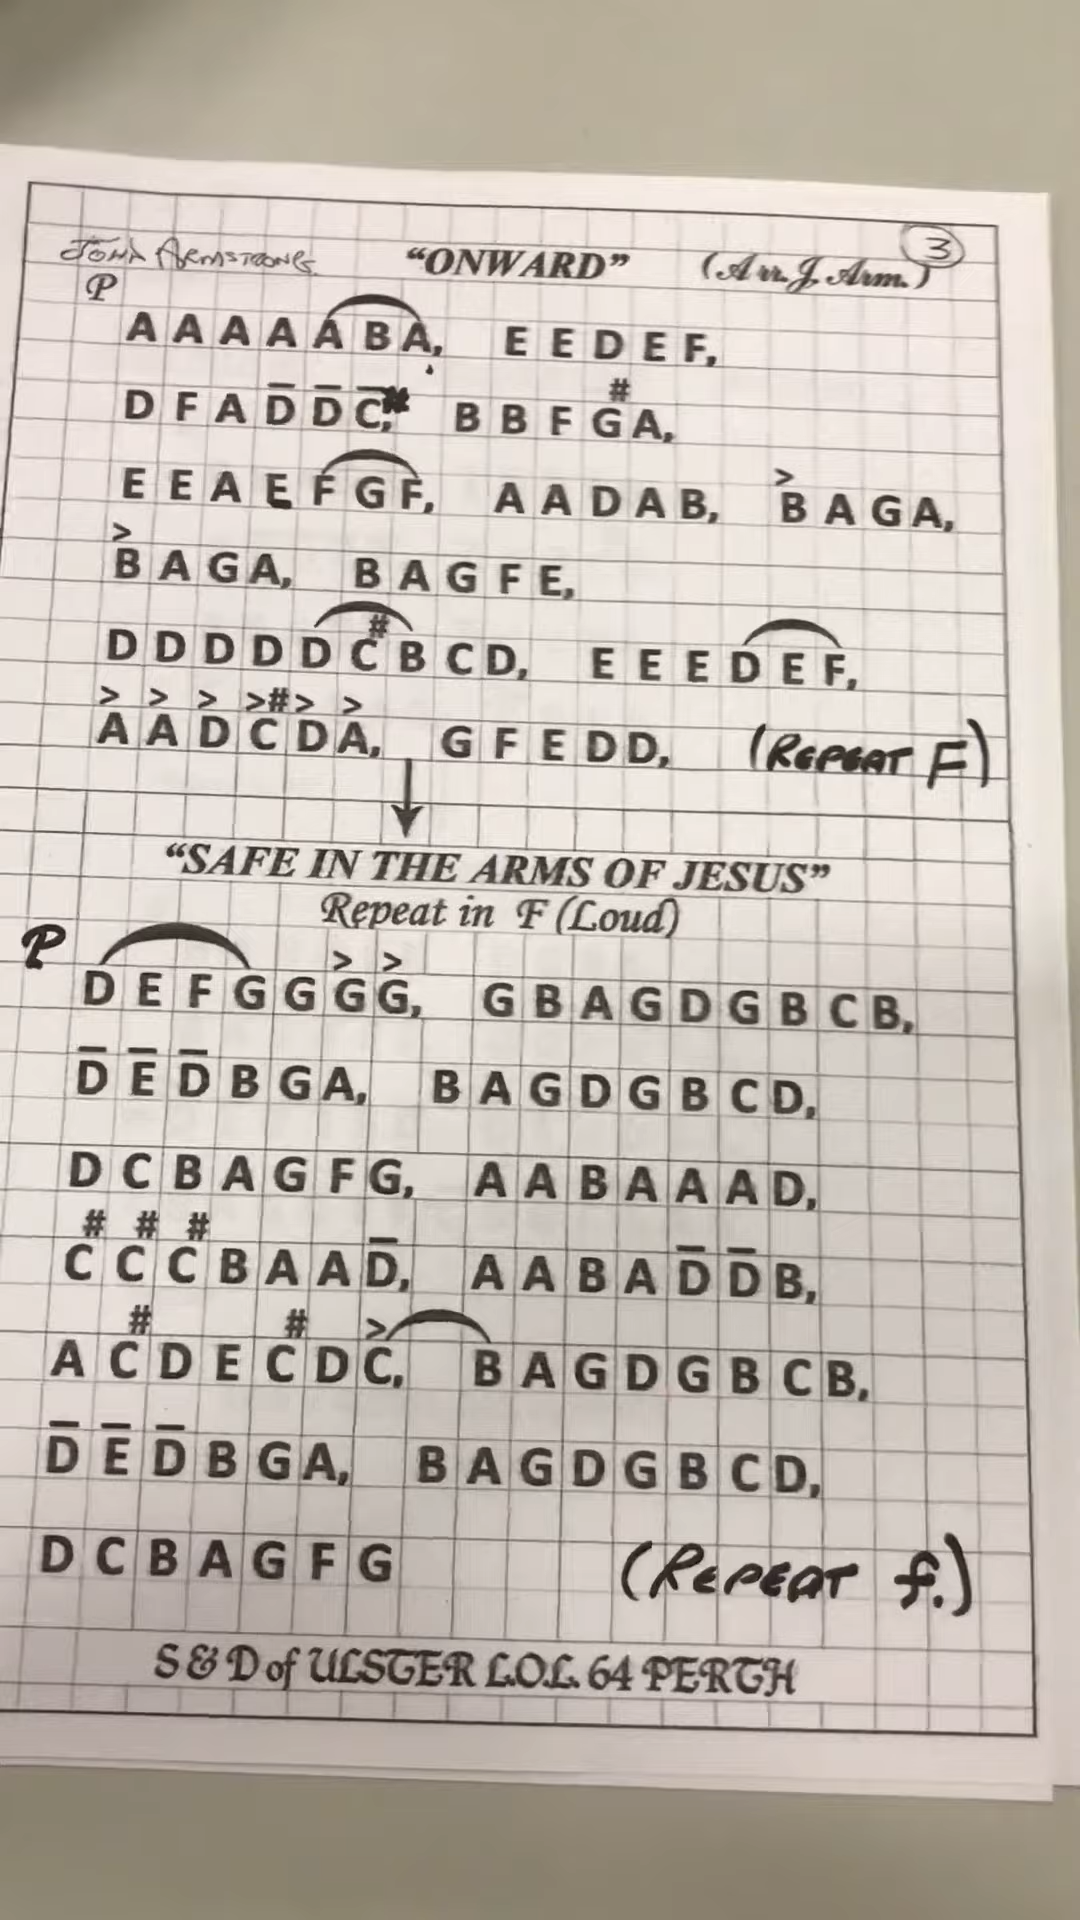 3
JOHN ARMSTRONG "ONWARD" (Arr. J. Arm.)
P
A A A A A B A, E E D E F,
#
D F A D̅ D̅ C̅,# B B F G A,
E E A E F G F, A A D A B, B A G A,
>
>
B A G A, B A G F E,
#
D D D D D C B C D, E E E D E F,
> > > ># > >
A A D C D A, G F E D D, (REPEAT F)
"SAFE IN THE ARMS OF JESUS"
Repeat in F (Loud)
P
> >
D E F G G G G, G B A G D G B C B,
D̅ E̅ D̅ B G A, B A G D G B C D,
D C B A G F G, A A B A A A D,
# # #
C C C B A A D̅, A A B A D̅ D̅ B,
# # >
A C D E C D C, B A G D G B C B,
D̅ E̅ D̅ B G A, B A G D G B C D,
D C B A G F G (REPEAT f.)
S & D of ULSTER L.O.L. 64 PERTH